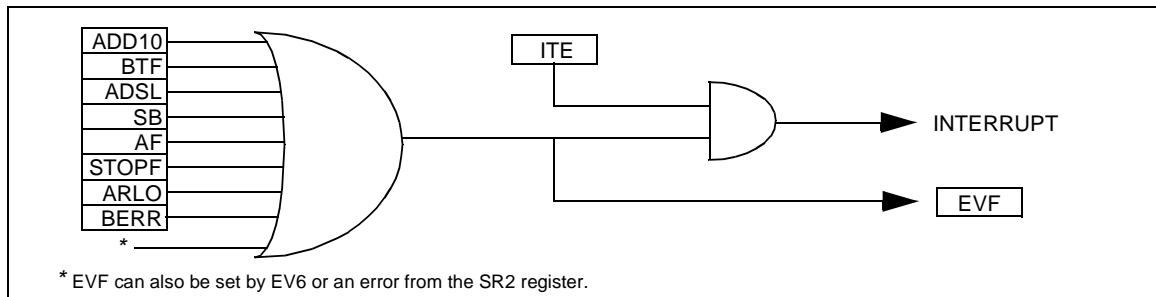 ADD10
BTF
ADSL
SB
AF
STOPF
ARLO
BERR
*
ITE
INTERRUPT
EVF
* EVF can also be set by EV6 or an error from the SR2 register.